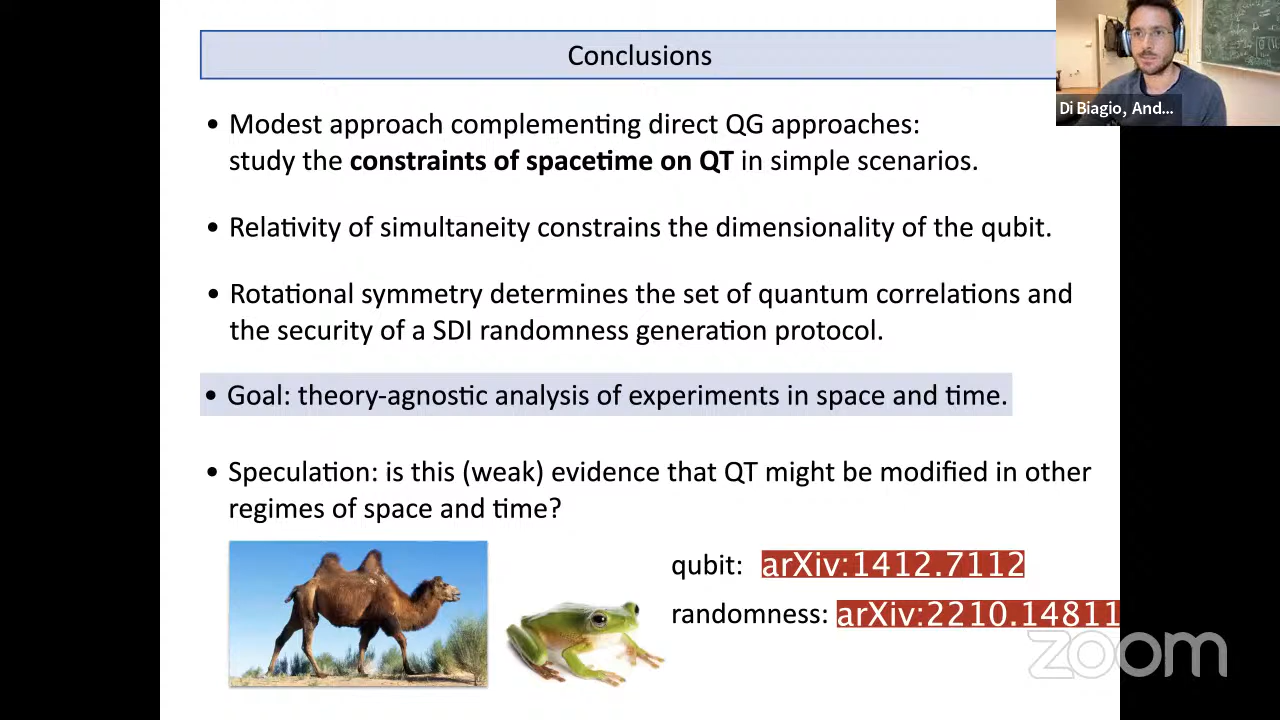 Conclusions
• Modest approach complementing direct QG approaches:
study the constraints of spacetime on QT in simple scenarios.
• Relativity of simultaneity constrains the dimensionality of the qubit.
• Rotational symmetry determines the set of quantum correlations and
the security of a SDI randomness generation protocol.
• Goal: theory-agnostic analysis of experiments in space and time.
• Speculation: is this (weak) evidence that QT might be modified in other
regimes of space and time?
qubit: arXiv:1412.7112
randomness: arXiv:2210.14811
Di Biagio, And...
zoom